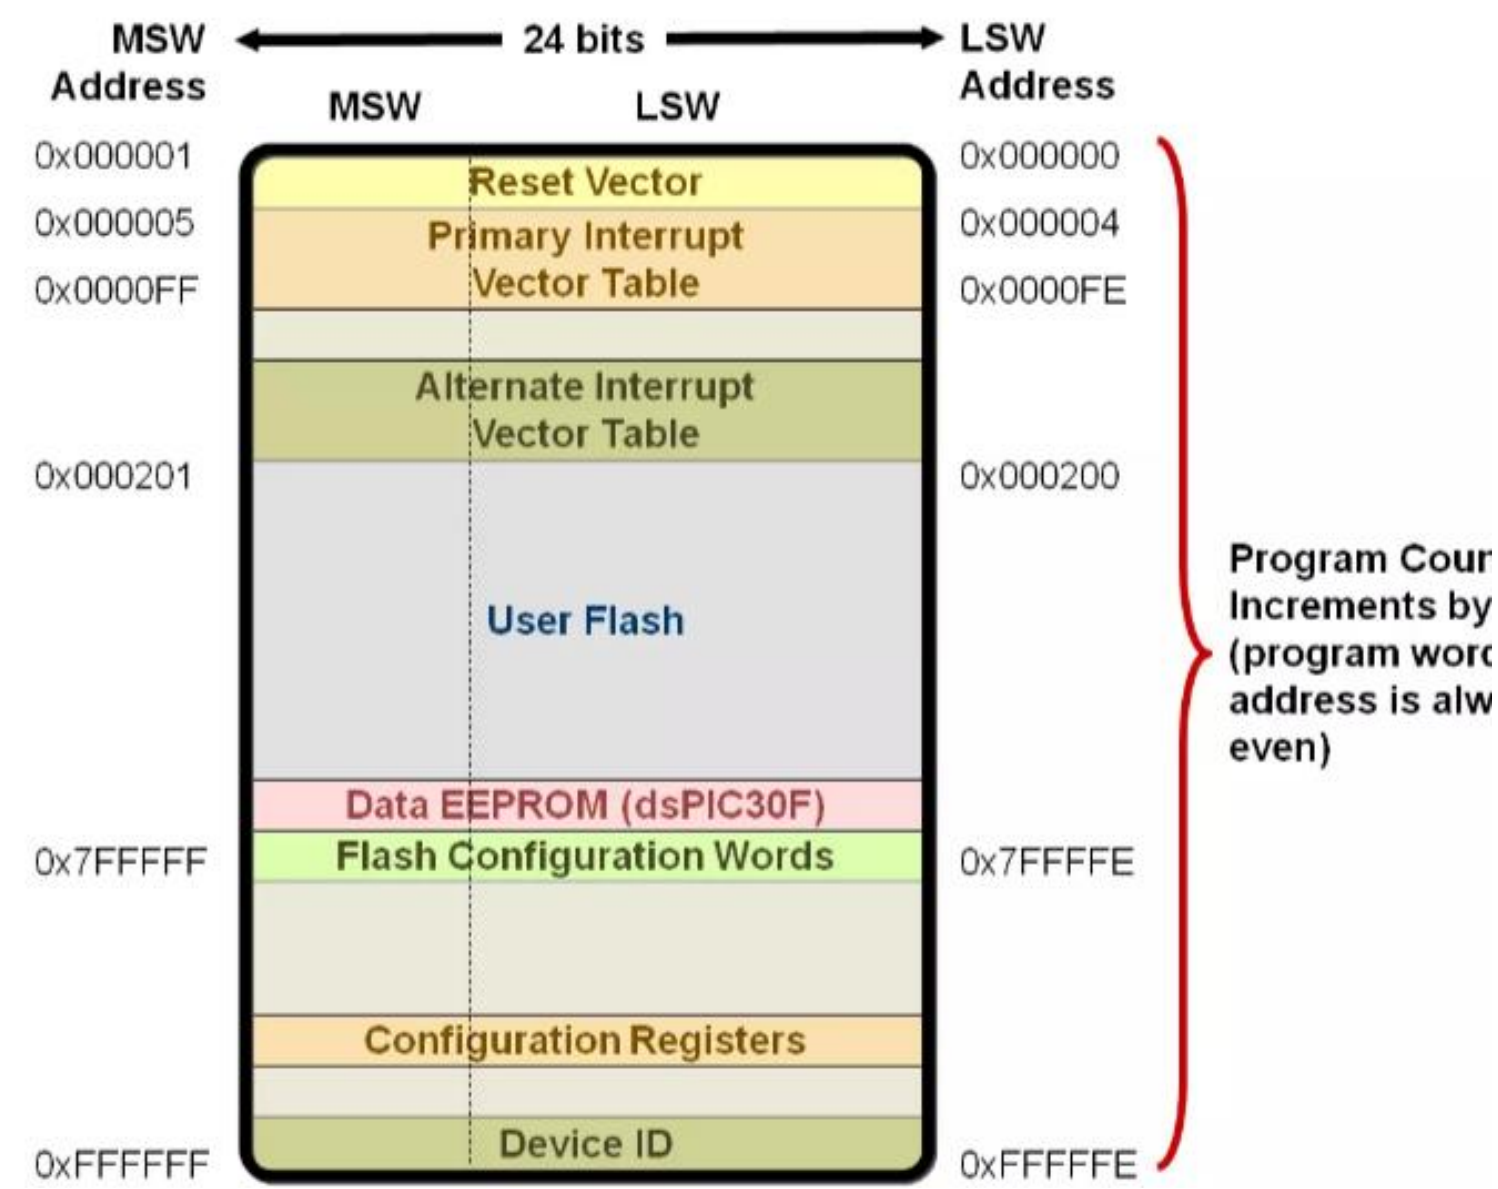 MSW 24 bits LSW
Address Address
MSW LSW
0x000001 0x000000
Reset Vector
0x000005 0x000004
Primary Interrupt
Vector Table
0x0000FF 0x0000FE
Alternate Interrupt
Vector Table
0x000201 0x000200
User Flash
Program Coun
Increments by
(program word
address is alw
even)
Data EEPROM (dsPIC30F)
0x7FFFFF Flash Configuration Words 0x7FFFFE
Configuration Registers
Device ID
0xFFFFFF 0xFFFFFE